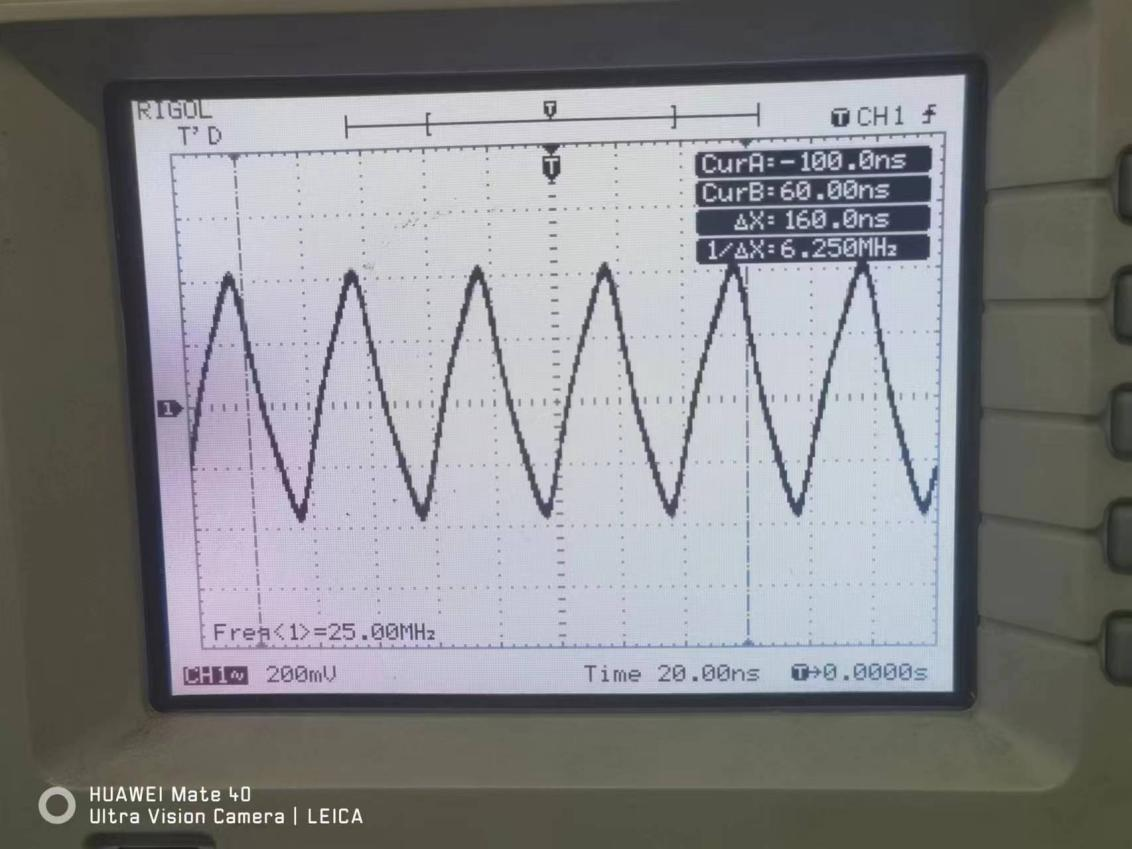 RIGOL
T'D
T
T CH1
T
CurA:-100.0ns
CurB:60.00ns
ΔX:160.0ns
1/ΔX:6.250MHz
1
Freq<1>=25.00MHz
CH1~ 200mV Time 20.00ns T→0.0000s
HUAWEI Mate 40
Ultra Vision Camera | LEICA